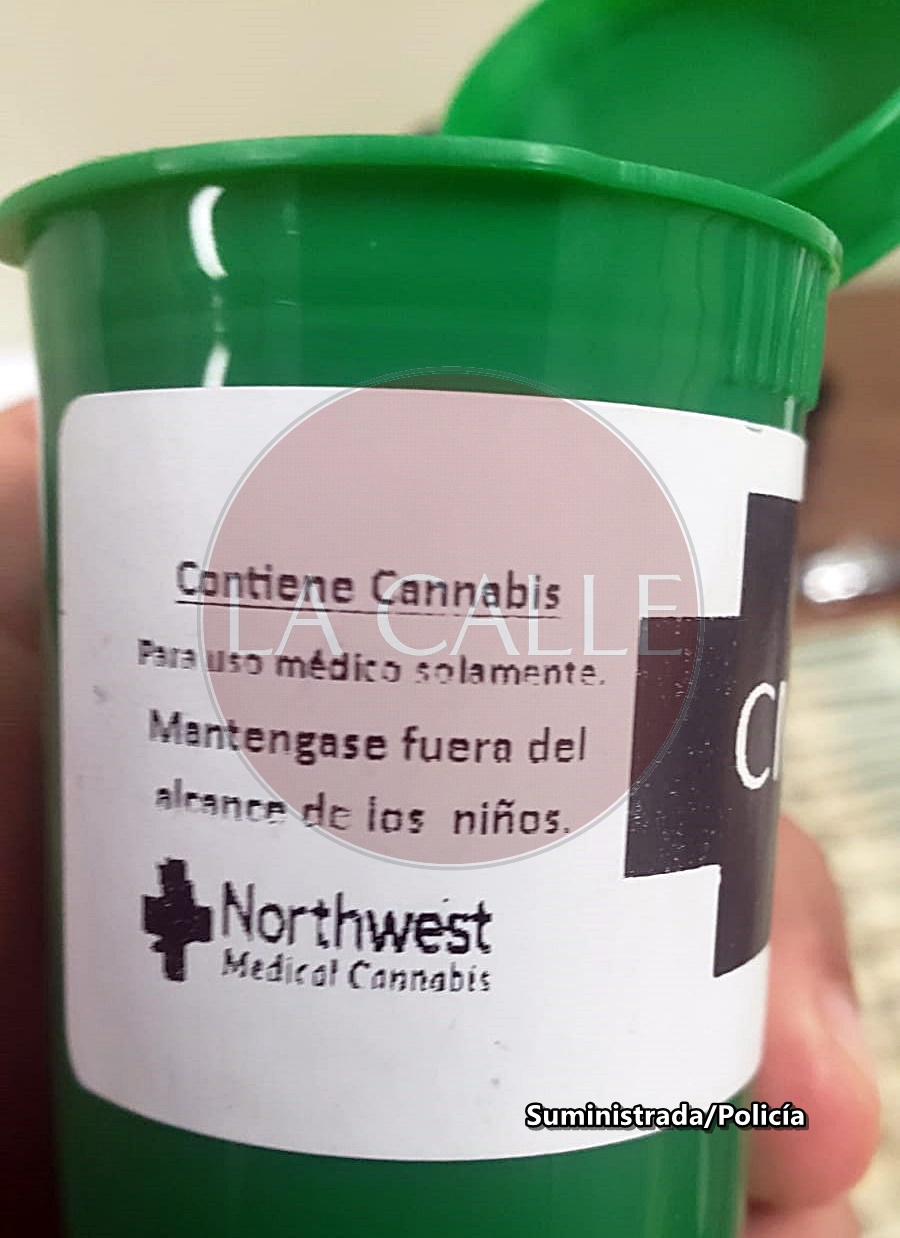 Contiene Cannabis
LA CALLE
Para uso médico solamente.
Mantengase fuera del
alcance de los niños.
Northwest
Medical Cannabis
Suministrada/Policía